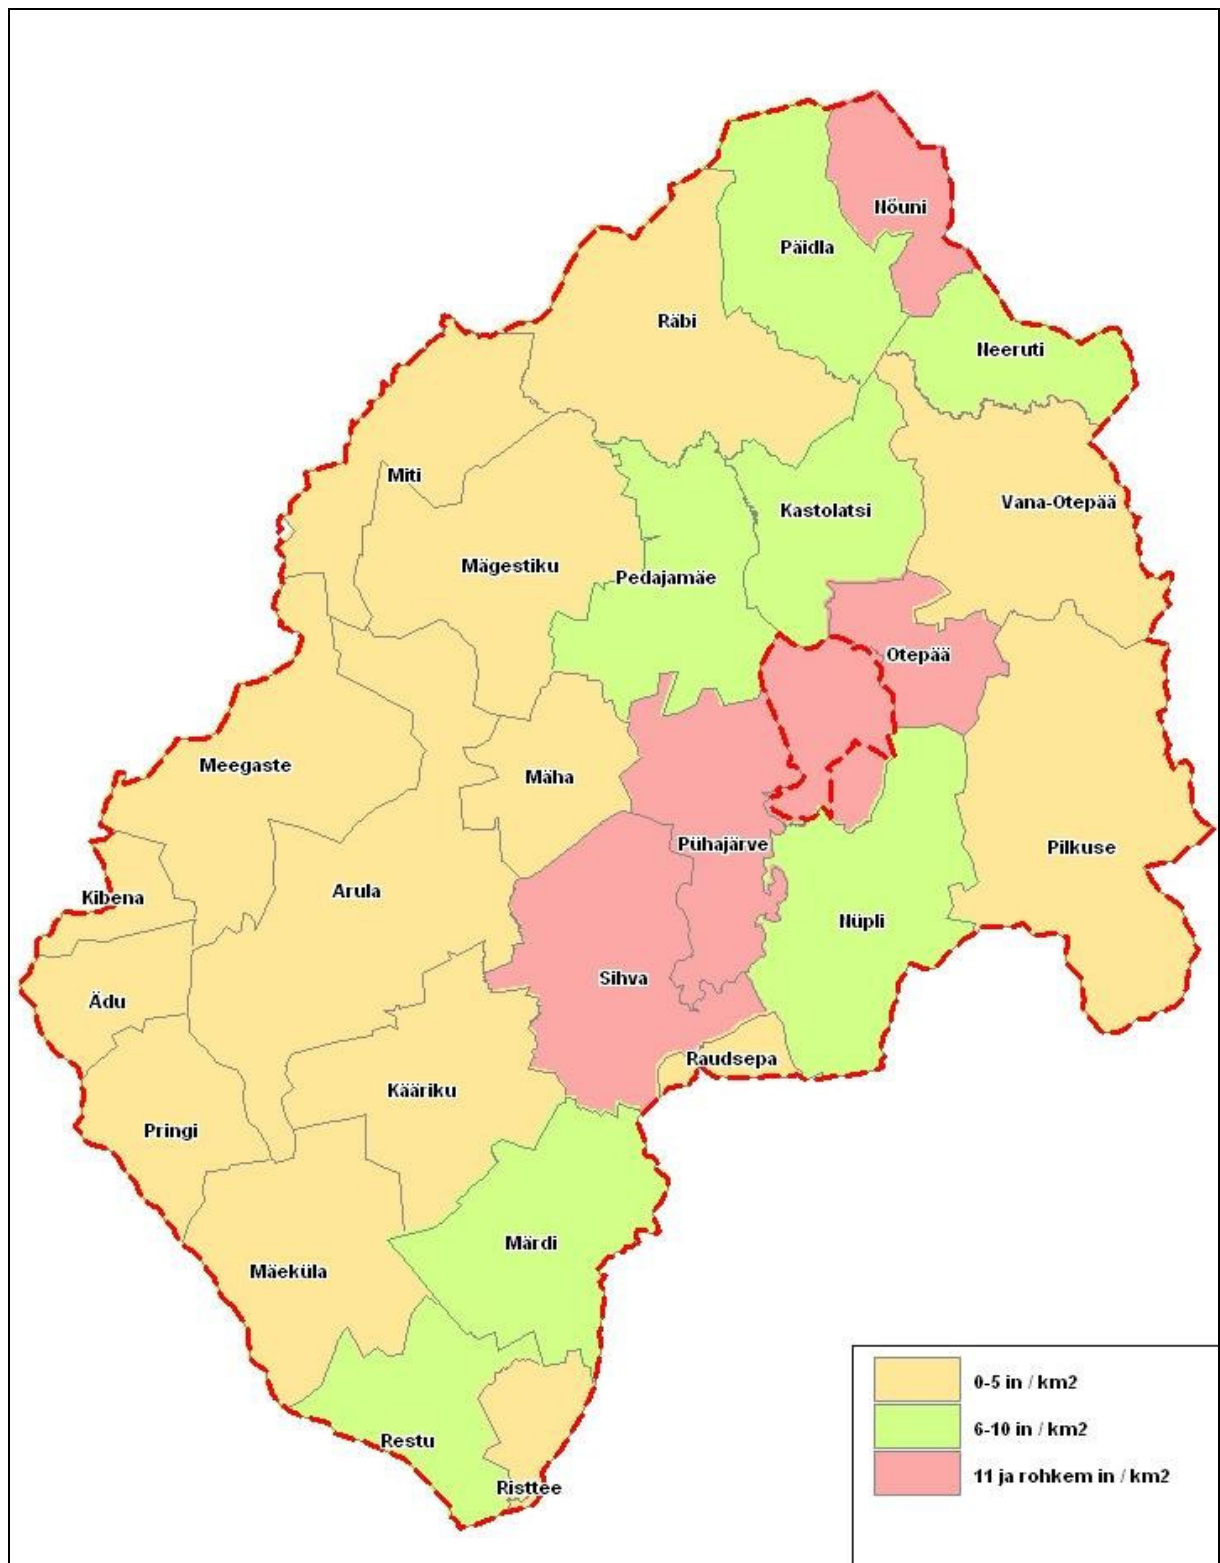 Nõuni
Päidla
Räbi
Neeruti
Miti
Vana-Otepää
Kastolatsi
Mägestiku
Pedajamäe
Otepää
Meegaste
Mäha
Pühajärve
Pilkuse
Kibena
Arula
Nüpli
Sihva
Ädu
Raudsepa
Kääriku
Pringi
Märdi
Mäeküla
0-5 in / km2
6-10 in / km2
Restu
11 ja rohkem in / km2
Risttee